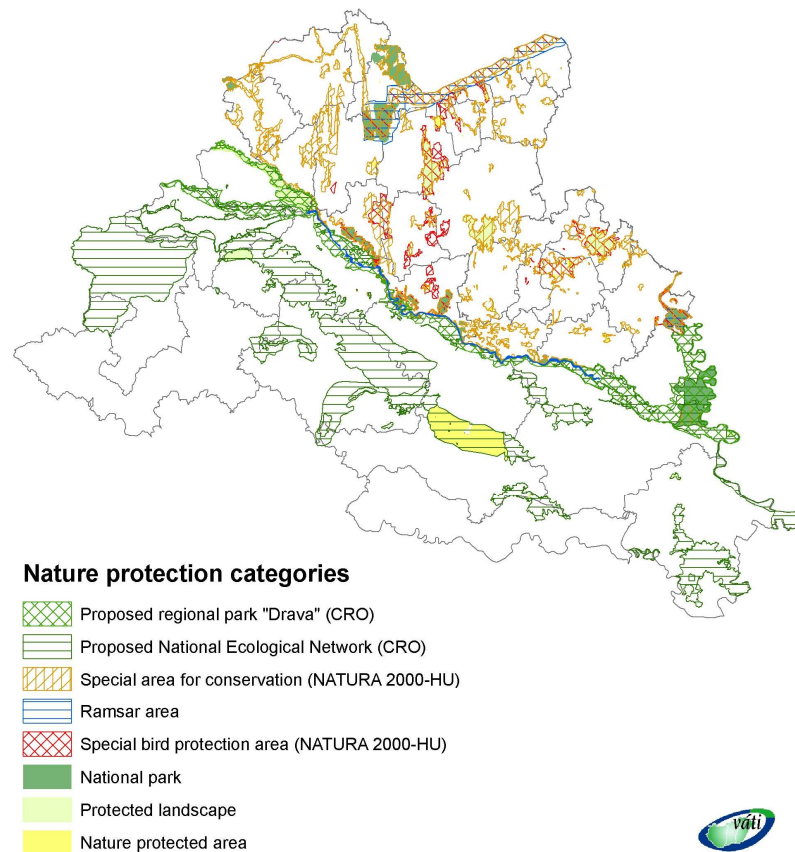 Nature protection categories
Proposed regional park "Drava" (CRO)
Proposed National Ecological Network (CRO)
Special area for conservation (NATURA 2000-HU)
Ramsar area
Special bird protection area (NATURA 2000-HU)
National park
Protected landscape
Nature protected area
váti